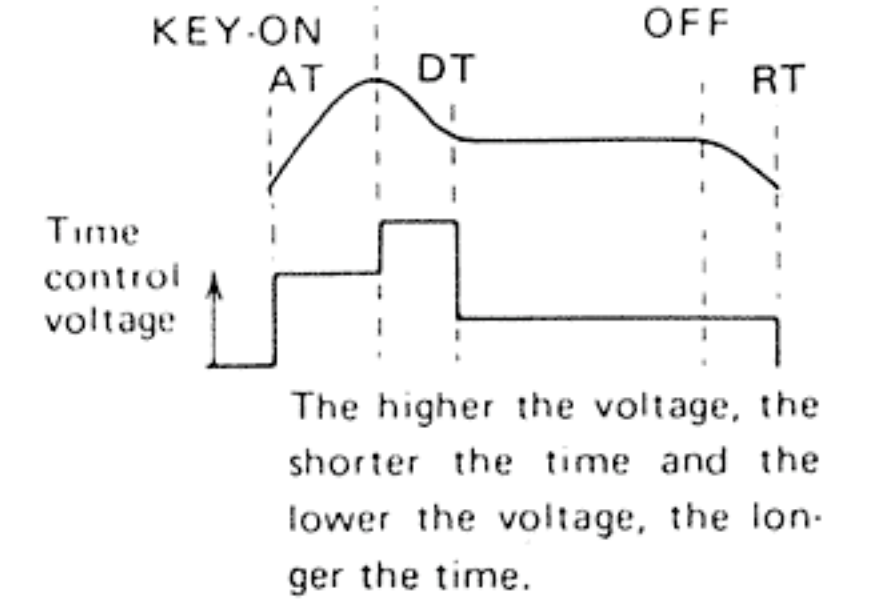 KEY-ON
OFF
AT
DT
RT
Time
control
voltage
The higher the voltage, the
shorter the time and the
lower the voltage, the lon-
ger the time.